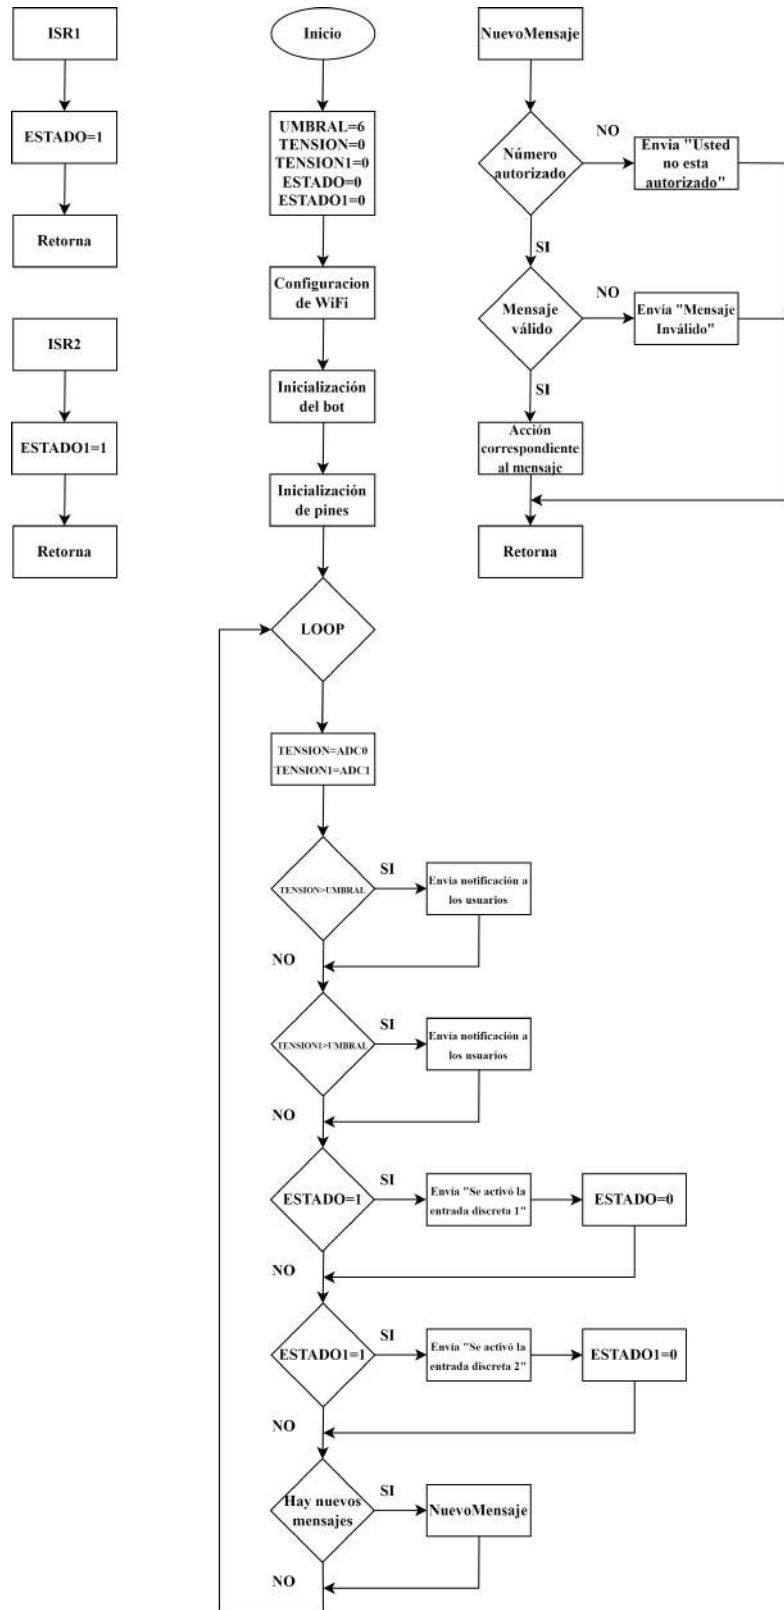 ISR1
ESTADO=1
Retorna
ISR2
ESTADO1=1
Retorna
Inicio
UMBRAL=6
TENSION=0
TENSION1=0
ESTADO=0
ESTADO1=0
Configuracion
de WiFi
Inicialización
del bot
Inicialización
de pines
LOOP
TENSION=ADC0
TENSION1=ADC1
TENSION>UMBRAL
SI
Envía notificación a
los usuarios
NO
TENSION1>UMBRAL
SI
Envía notificación a
los usuarios
NO
ESTADO=1
SI
Envía "Se activó la
entrada discreta 1"
ESTADO=0
NO
ESTADO1=1
SI
Envía "Se activó la
entrada discreta 2"
ESTADO1=0
NO
Hay nuevos
mensajes
SI
NuevoMensaje
NO
NuevoMensaje
Número
autorizado
NO
Envia "Usted
no esta
autorizado"
SI
Mensaje
válido
NO
Envía "Mensaje
Inválido"
SI
Acción
correspondiente
al mensaje
Retorna